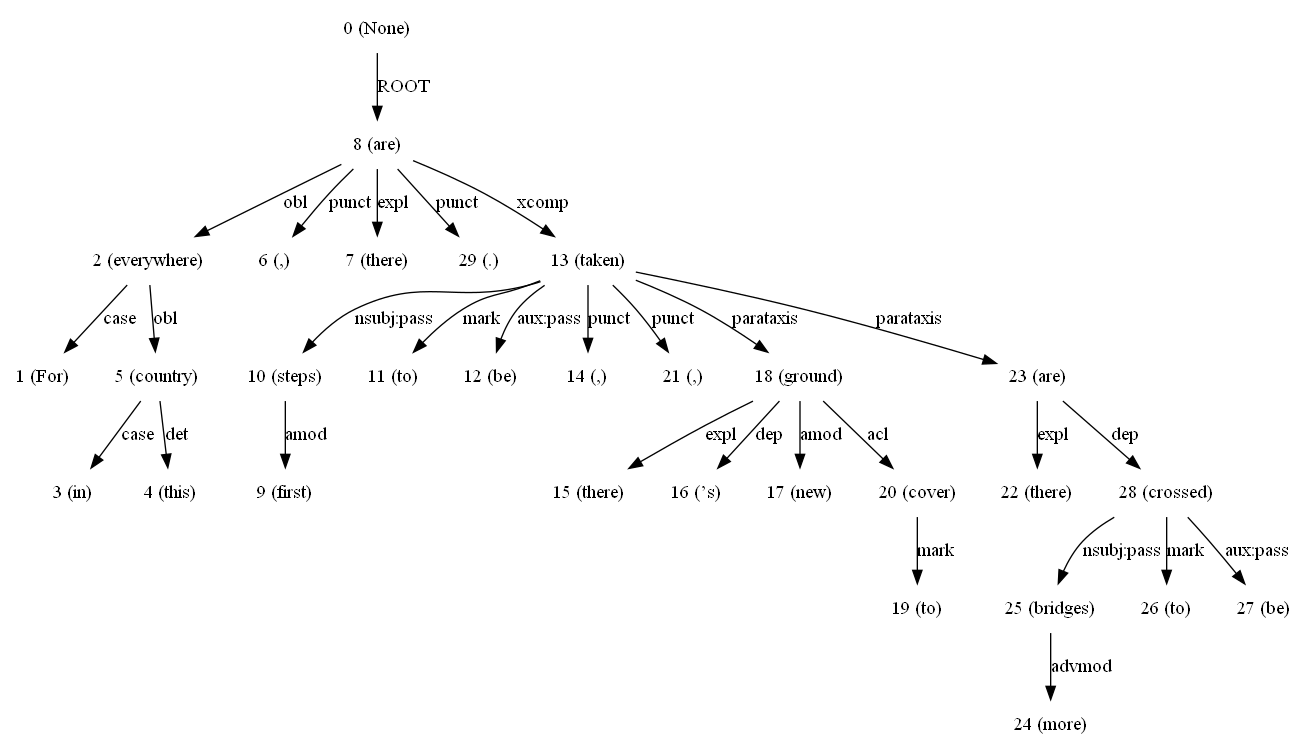 0 (None)
ROOT
8 (are)
obl punct expl punct xcomp
2 (everywhere) 6 (,) 7 (there) 29 (.) 13 (taken)
case obl nsubj:pass mark aux:pass punct punct parataxis parataxis
1 (For) 5 (country) 10 (steps) 11 (to) 12 (be) 14 (,) 21 (,) 18 (ground) 23 (are)
case det amod expl dep amod acl expl dep
3 (in) 4 (this) 9 (first) 15 (there) 16 (’s) 17 (new) 20 (cover) 22 (there) 28 (crossed)
mark nsubj:pass mark aux:pass
19 (to) 25 (bridges) 26 (to) 27 (be)
advmod
24 (more)